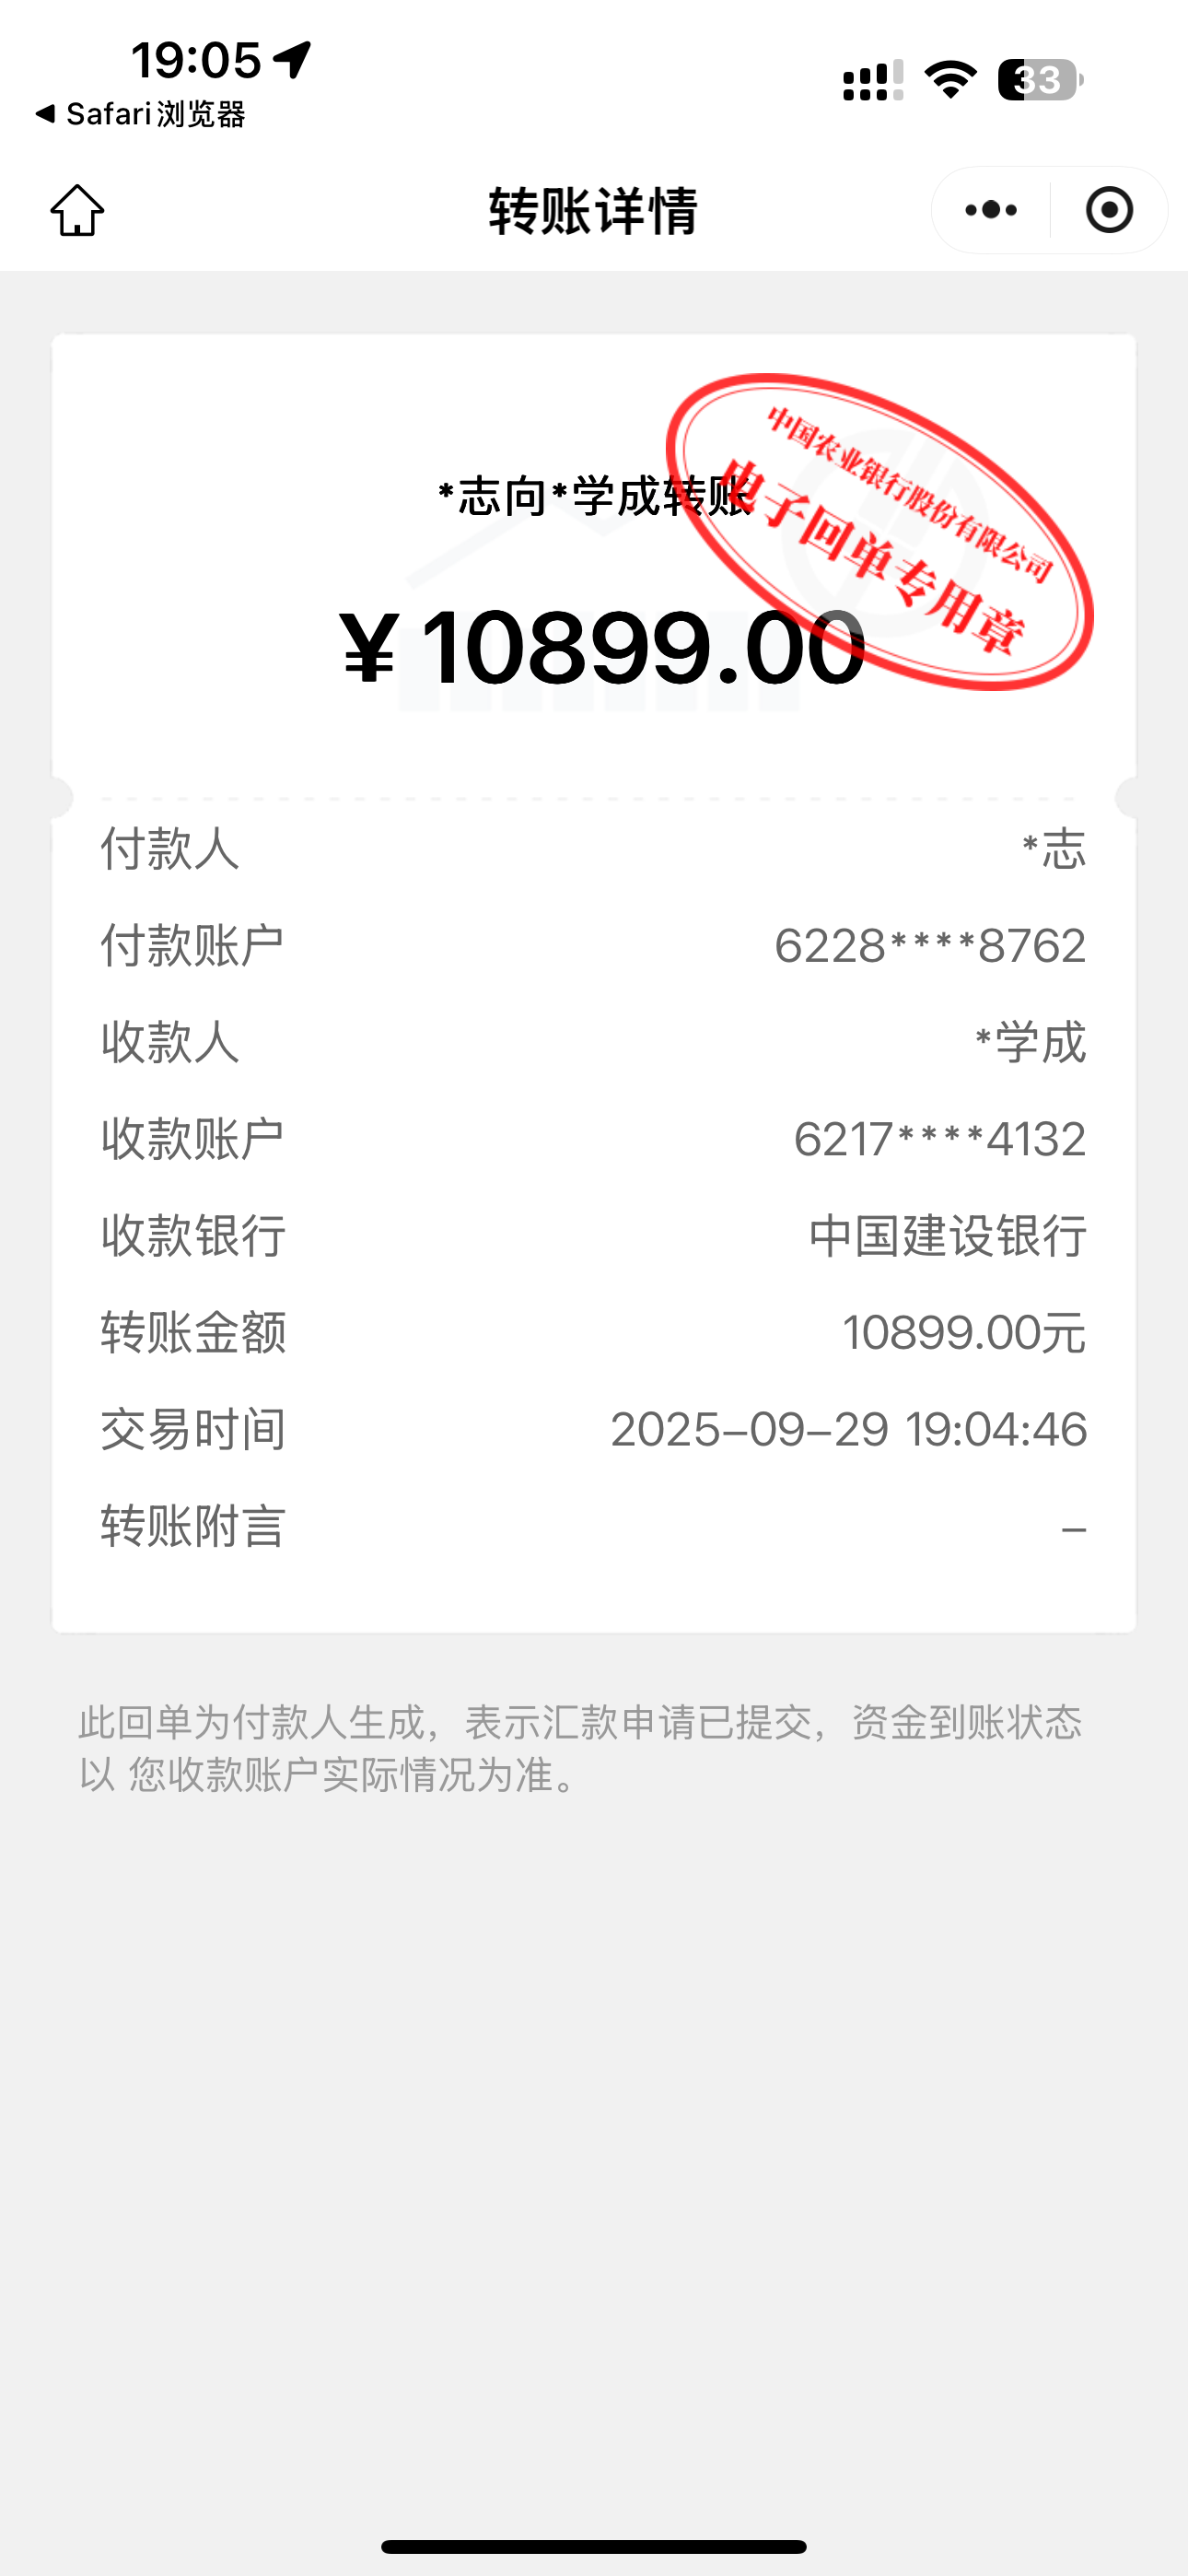 19:05
33
Safari浏览器
转账详情
中国农业银行股份有限公司
电子回单专用章
*志向*学成转账
¥10899.00
付款人 *志
付款账户 6228****8762
收款人 *学成
收款账户 6217****4132
收款银行 中国建设银行
转账金额 10899.00元
交易时间 2025-09-29 19:04:46
转账附言 -
此回单为付款人生成，表示汇款申请已提交，资金到账状态
以 您收款账户实际情况为准。